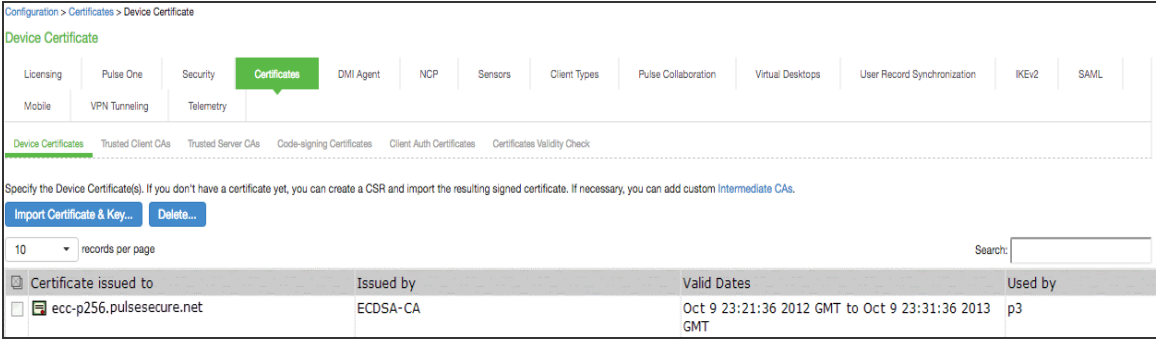 Configuration > Certificates > Device Certificate
Device Certificate
Licensing Pulse One Security Certificates DMI Agent NCP Sensors Client Types Pulse Collaboration Virtual Desktops User Record Synchronization IKEv2 SAML
Mobile VPN Tunneling Telemetry
Device Certificates Trusted Client CAs Trusted Server CAs Code-signing Certificates Client Auth Certificates Certificates Validity Check
Specify the Device Certificate(s). If you don't have a certificate yet, you can create a CSR and import the resulting signed certificate. If necessary, you can add custom Intermediate CAs.
Import Certificate & Key... Delete...
10 records per page Search:
Certificate issued to Issued by Valid Dates Used by
ecc-p256.pulsesecure.net ECDSA-CA Oct 9 23:21:36 2012 GMT to Oct 9 23:31:36 2013 p3
GMT